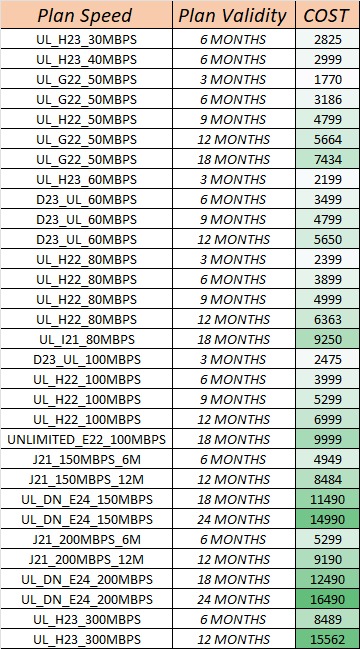 Plan Speed Plan Validity COST
UL_H23_30MBPS 6 MONTHS 2825
UL_H23_40MBPS 6 MONTHS 2999
UL_G22_50MBPS 3 MONTHS 1770
UL_G22_50MBPS 6 MONTHS 3186
UL_H22_50MBPS 9 MONTHS 4799
UL_G22_50MBPS 12 MONTHS 5664
UL_G22_50MBPS 18 MONTHS 7434
UL_H23_60MBPS 3 MONTHS 2199
D23_UL_60MBPS 6 MONTHS 3499
D23_UL_60MBPS 9 MONTHS 4799
D23_UL_60MBPS 12 MONTHS 5650
UL_H22_80MBPS 3 MONTHS 2399
UL_H22_80MBPS 6 MONTHS 3899
UL_H22_80MBPS 9 MONTHS 4999
UL_H22_80MBPS 12 MONTHS 6363
UL_I21_80MBPS 18 MONTHS 9250
D23_UL_100MBPS 3 MONTHS 2475
UL_H22_100MBPS 6 MONTHS 3999
UL_H22_100MBPS 9 MONTHS 5299
UL_H22_100MBPS 12 MONTHS 6999
UNLIMITED_E22_100MBPS 18 MONTHS 9999
J21_150MBPS_6M 6 MONTHS 4949
J21_150MBPS_12M 12 MONTHS 8484
UL_DN_E24_150MBPS 18 MONTHS 11490
UL_DN_E24_150MBPS 24 MONTHS 14990
J21_200MBPS_6M 6 MONTHS 5299
J21_200MBPS_12M 12 MONTHS 9190
UL_DN_E24_200MBPS 18 MONTHS 12490
UL_DN_E24_200MBPS 24 MONTHS 16490
UL_H23_300MBPS 6 MONTHS 8489
UL_H23_300MBPS 12 MONTHS 15562